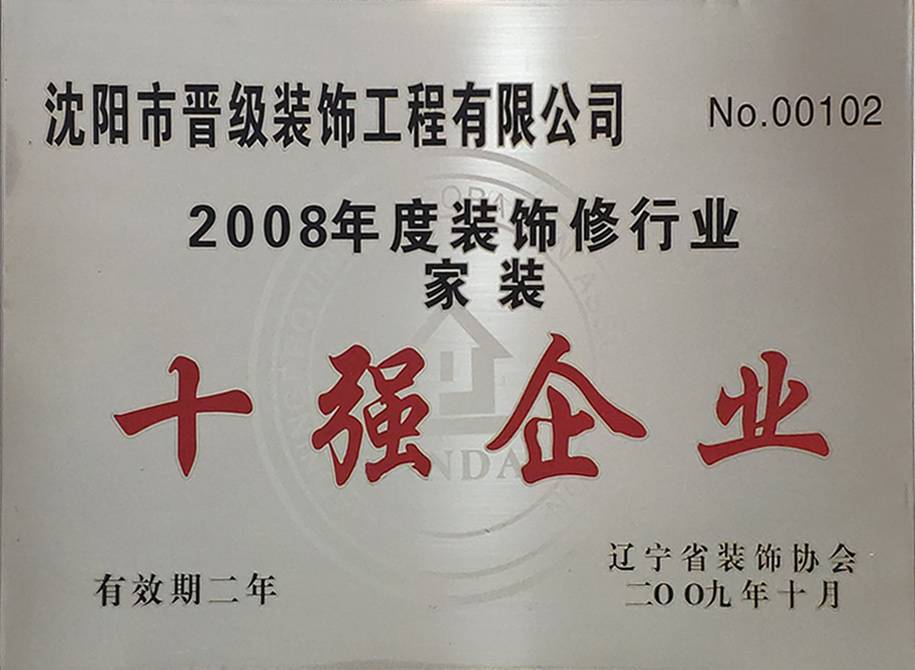 沈阳市晋级装饰工程有限公司 No.00102
2008年度装饰修行业
家装
十强企业
有效期二年
辽宁省装饰协会
二OO九年十月